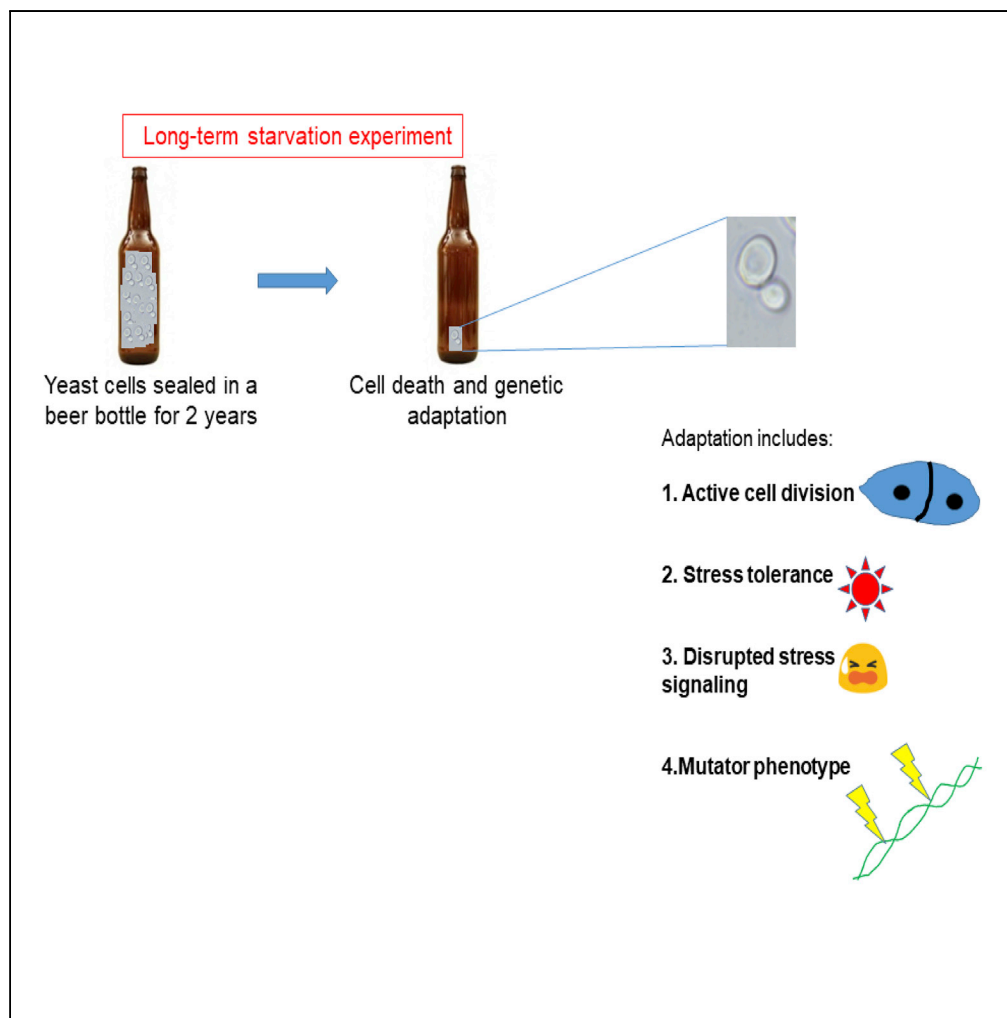 Long-term starvation experiment
Yeast cells sealed in a
beer bottle for 2 years
Cell death and genetic
adaptation
Adaptation includes:
1. Active cell division
2. Stress tolerance
3. Disrupted stress
signaling
4.Mutator phenotype